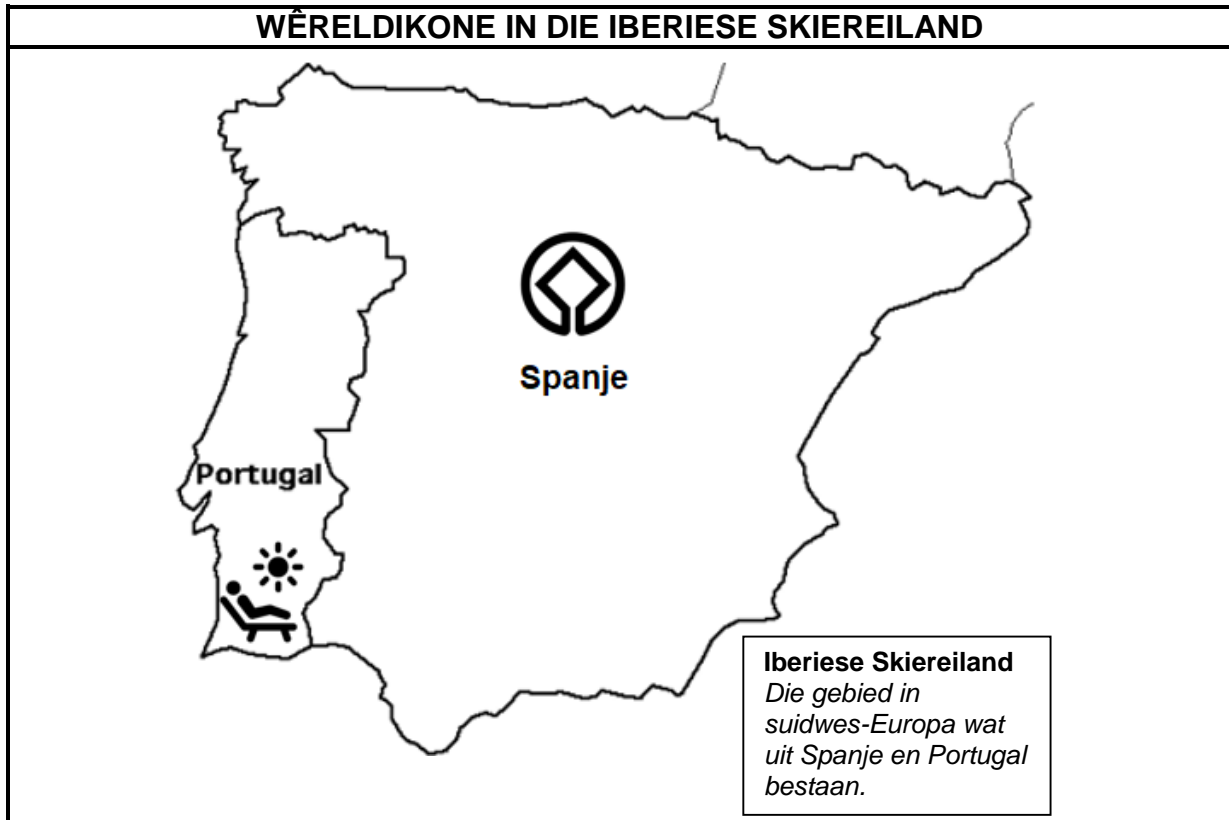 WÊRELDIKONE IN DIE IBERIESE SKIEREILAND
Spanje
Portugal
Iberiese Skiereiland
Die gebied in
suidwes-Europa wat
uit Spanje en Portugal
bestaan.